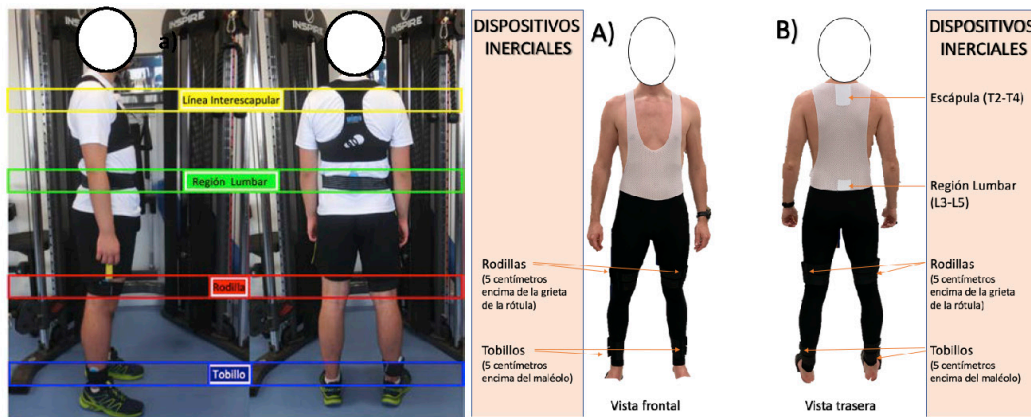 INSPIRE
INSPIRE
a)
Línea Interescapular
Región Lumbar
Rodilla
Tobillo
DISPOSITIVOS
INERCIALES
A)
Rodillas
(5 centímetros
encima de la grieta
de la rótula)
Tobillos
(5 centímetros
encima del maléolo)
Vista frontal
B)
Vista trasera
DISPOSITIVOS
INERCIALES
Escápula (T2-T4)
Región Lumbar
(L3-L5)
Rodillas
(5 centímetros
encima de la grieta
de la rótula)
Tobillos
(5 centímetros
encima del maléolo)